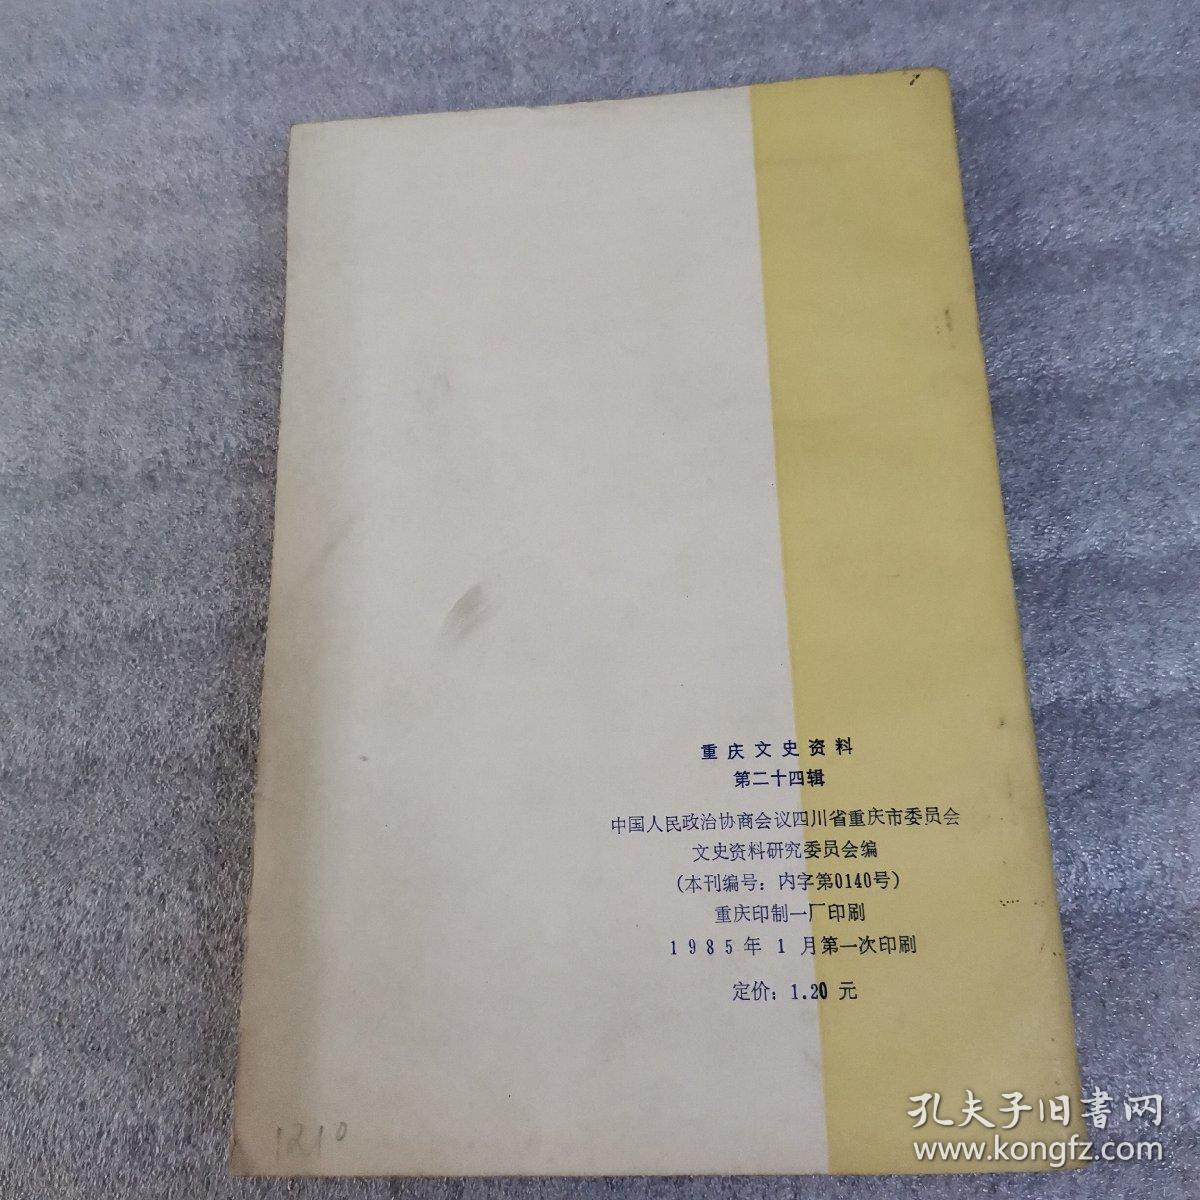 重庆文史资料
第二十四辑
中国人民政治协商会议四川省重庆市委员会
文史资料研究委员会编
(本刊编号：内字第0140号)
重庆印制一厂印刷
1985年1月第一次印刷
定价：1.20元
1210
孔夫子旧書网
www.kongfz.com